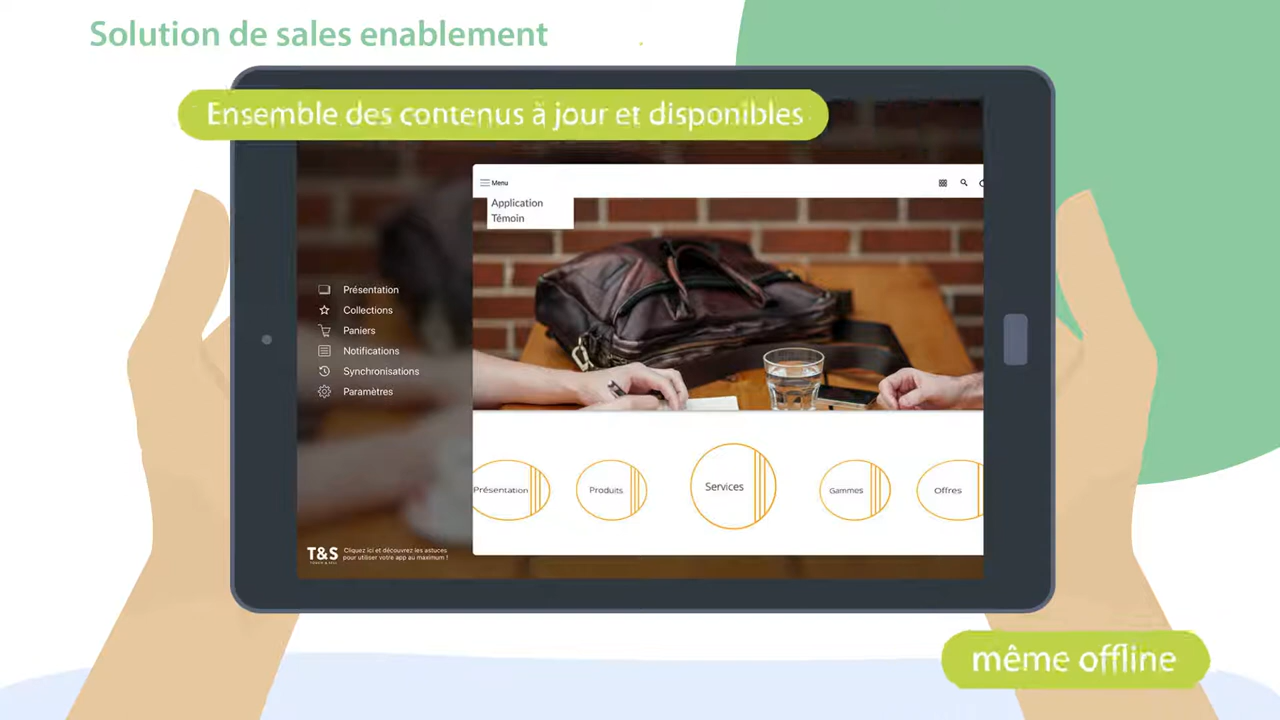 Solution de sales enablement
Ensemble des contenus à jour et disponibles
Menu
Application
Témoin
Présentation
Collections
Paniers
Notifications
Synchronisations
Paramètres
Présentation
Produits
Services
Gammes
Offres
T&S
Cliquez ici et découvrez les astuces
pour utiliser votre app au maximum !
même offline